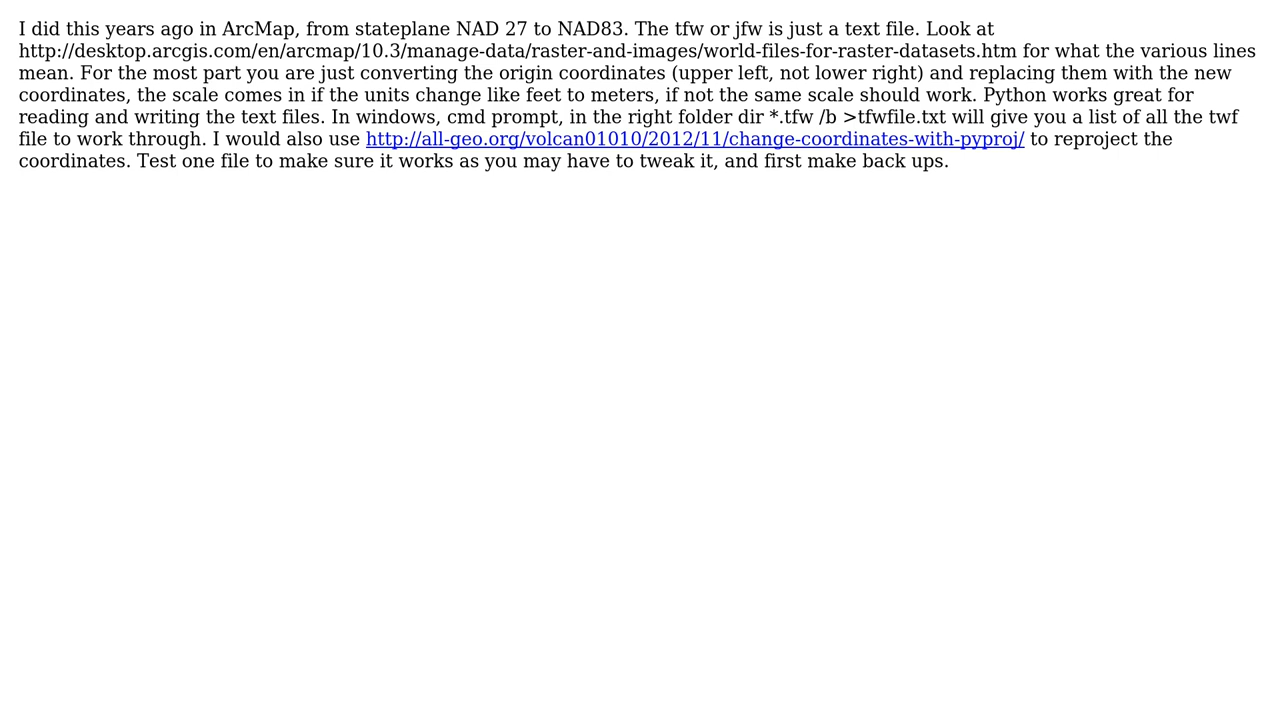 I did this years ago in ArcMap, from stateplane NAD 27 to NAD83. The tfw or jfw is just a text file. Look at
http://desktop.arcgis.com/en/arcmap/10.3/manage-data/raster-and-images/world-files-for-raster-datasets.htm for what the various lines
mean. For the most part you are just converting the origin coordinates (upper left, not lower right) and replacing them with the new
coordinates, the scale comes in if the units change like feet to meters, if not the same scale should work. Python works great for
reading and writing the text files. In windows, cmd prompt, in the right folder dir *.tfw /b >tfwfile.txt will give you a list of all the twf
file to work through. I would also use http://all-geo.org/volcan01010/2012/11/change-coordinates-with-pyproj/ to reproject the
coordinates. Test one file to make sure it works as you may have to tweak it, and first make back ups.